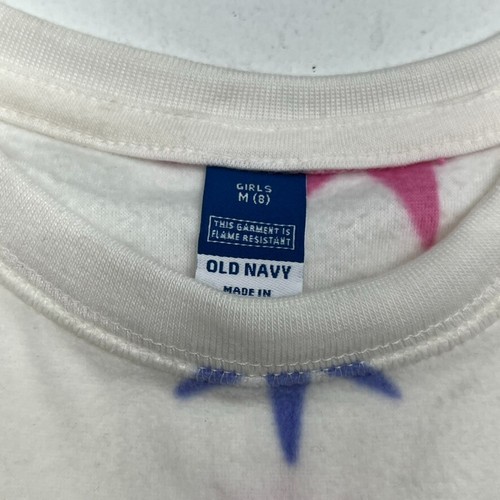 GIRLS
M (8)
THIS GARMENT IS
FLAME RESISTANT
OLD NAVY
MADE IN